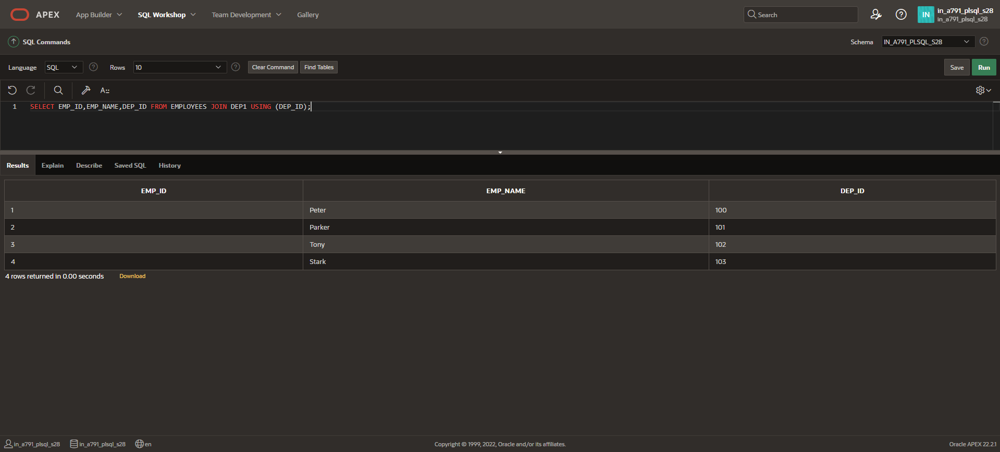 APEX App Builder SQL Workshop Team Development Gallery Search IN in_a791_plsql_s28
in_a791_plsql_s28
SQL Commands Schema IN_A791_PLSQL_S28
Language SQL Rows 10 Clear Command Find Tables Save Run
A::
1 SELECT EMP_ID,EMP_NAME,DEP_ID FROM EMPLOYEES JOIN DEP1 USING (DEP_ID);
Results Explain Describe Saved SQL History
EMP_ID EMP_NAME DEP_ID
1 Peter 100
2 Parker 101
3 Tony 102
4 Stark 103
4 rows returned in 0.00 seconds Download
in_a791_plsql_s28 in_a791_plsql_s28 en Copyright © 1999, 2022, Oracle and/or its affiliates. Oracle APEX 22.2.1